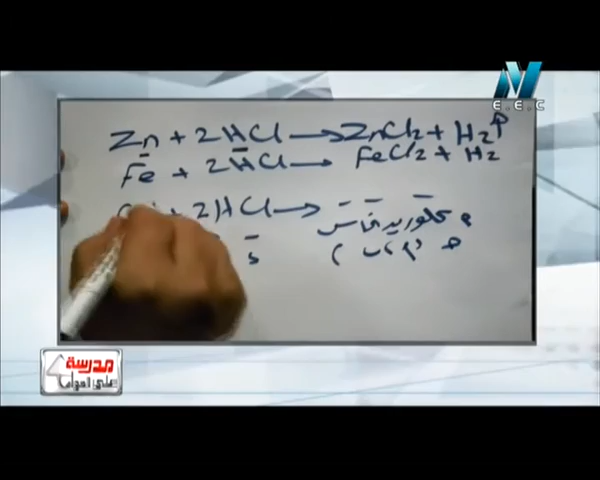 E.E.C
Zn + 2HCl → ZnCl2 + H2↑
Fe + 2HCl → FeCl2 + H2
+ 2HCl → كلوريد نحاس
مدرسة
على الهواء